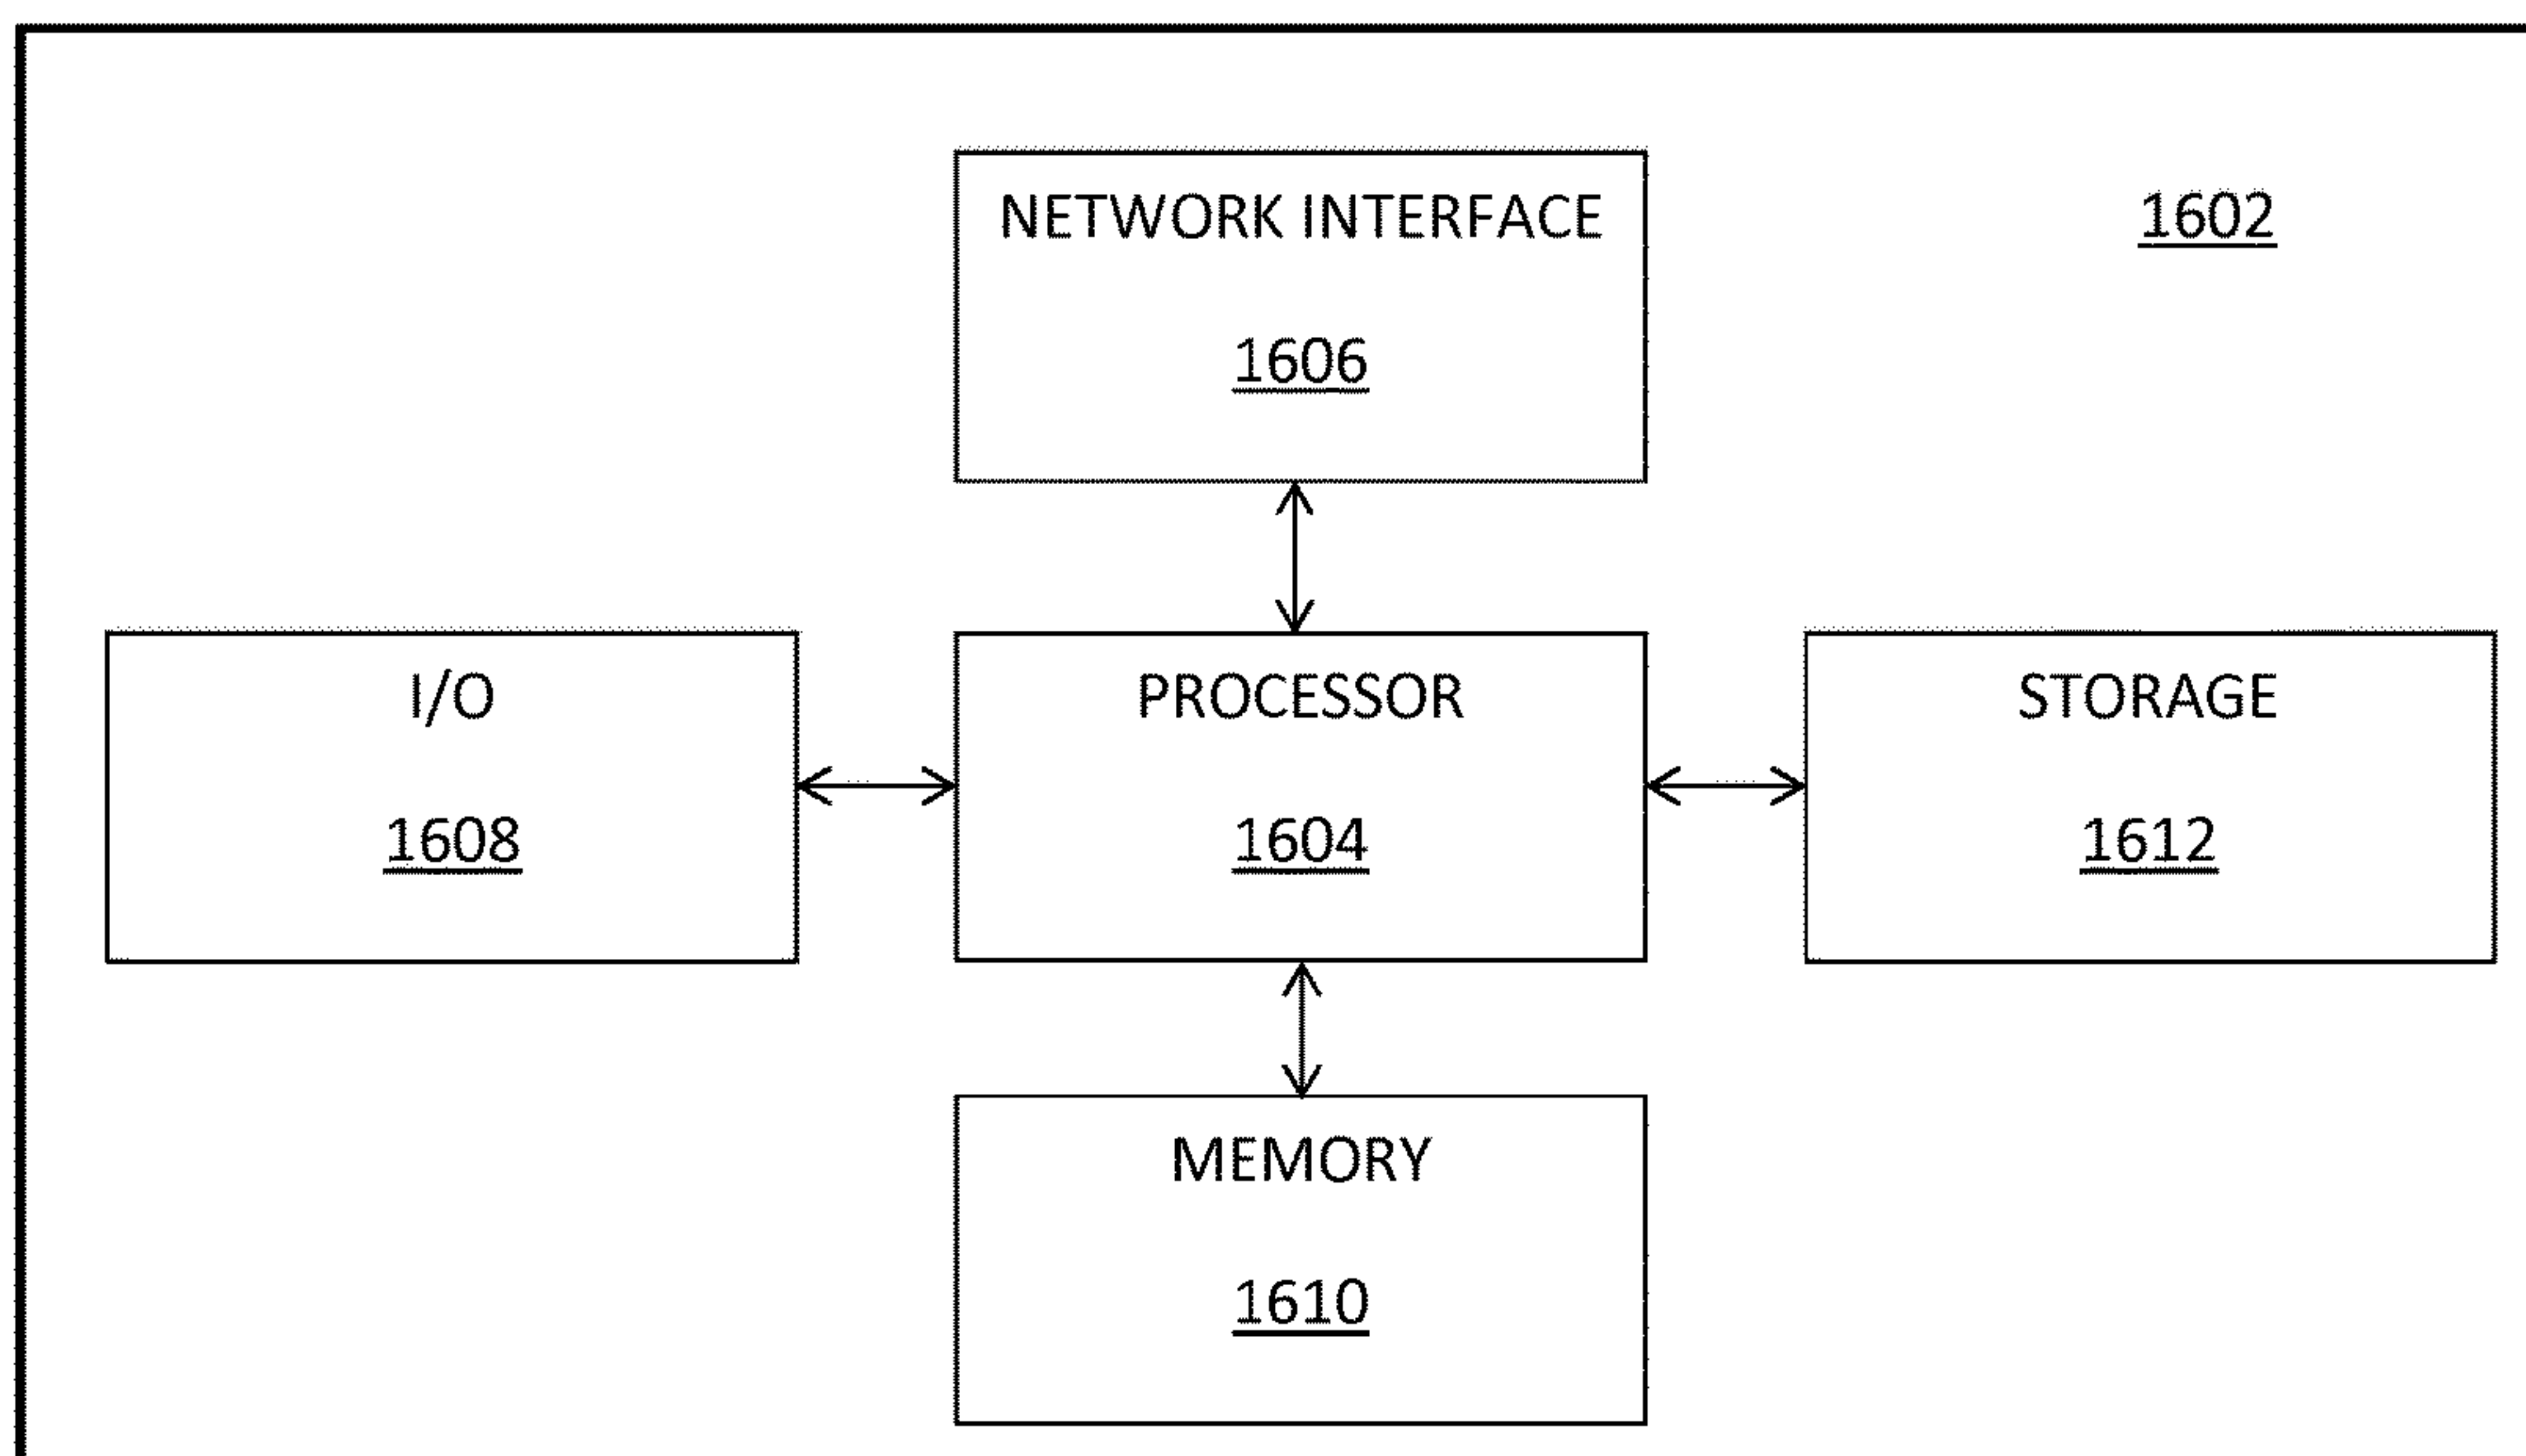 NETWORK INTERFACE
1606
1602
I/O
1608
PROCESSOR
1604
STORAGE
1612
MEMORY
1610